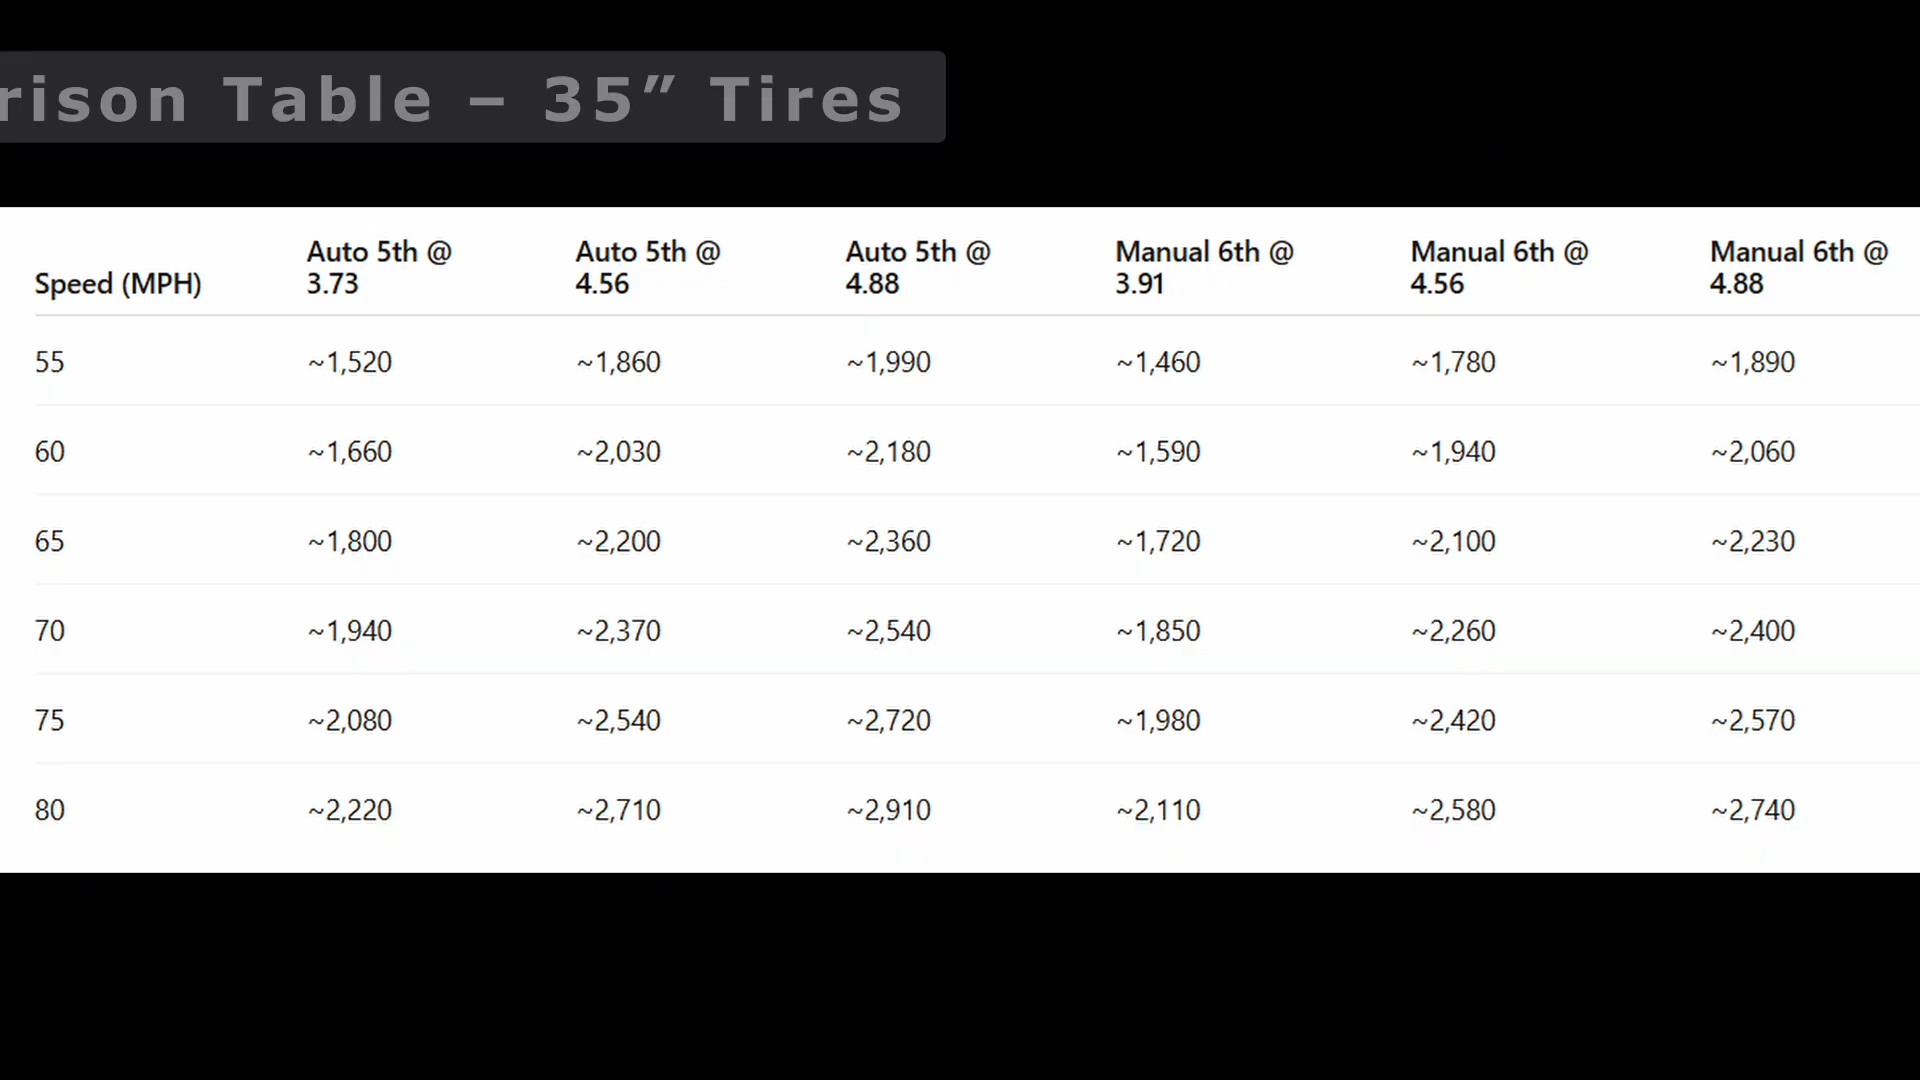 rison Table – 35” Tires
Speed (MPH) Auto 5th @ 3.73 Auto 5th @ 4.56 Auto 5th @ 4.88 Manual 6th @ 3.91 Manual 6th @ 4.56 Manual 6th @ 4.88
55 ~1,520 ~1,860 ~1,990 ~1,460 ~1,780 ~1,890
60 ~1,660 ~2,030 ~2,180 ~1,590 ~1,940 ~2,060
65 ~1,800 ~2,200 ~2,360 ~1,720 ~2,100 ~2,230
70 ~1,940 ~2,370 ~2,540 ~1,850 ~2,260 ~2,400
75 ~2,080 ~2,540 ~2,720 ~1,980 ~2,420 ~2,570
80 ~2,220 ~2,710 ~2,910 ~2,110 ~2,580 ~2,740